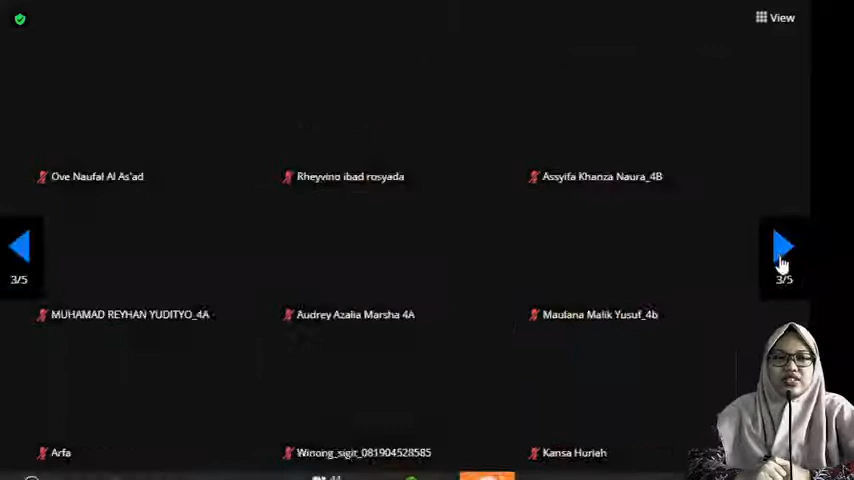 View
Ove Naufal Al As'ad
Rheyvino ibad rosyada
Assyifa Khanza Naura_4B
3/5
3/5
MUHAMAD REYHAN YUDITYO_4A
Audrey Azalia Marsha 4A
Maulana Malik Yusuf_4b
Arfa
Winong_sigit_081904528585
Kansa Hurieh